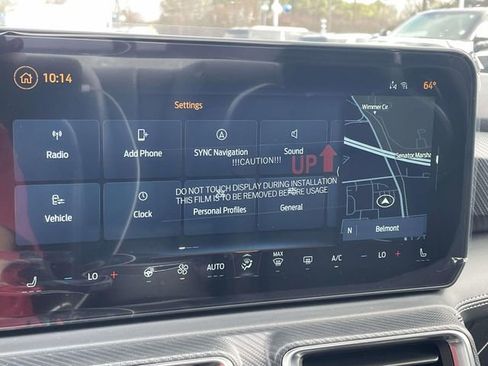 10:14
64°
Settings
Wimmer Cir
Radio
Add Phone
SYNC Navigation
Sound
Senator Marsha
!!!CAUTION!!!
UP
DO NOT TOUCH DISPLAY DURING INSTALLATION
THIS FILM IS TO BE REMOVED BEFORE USAGE
Vehicle
Clock
Personal Profiles
General
N Belmont
- LO +
AUTO
MAX
A/C
- LO +